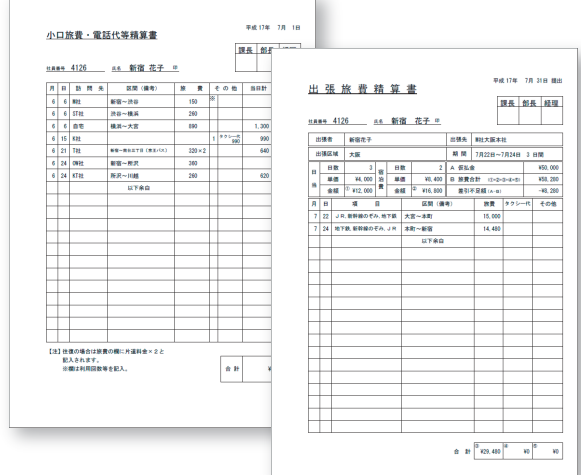 平成 17年 7月 1日
小口旅費・電話代等精算書
課長 部長
社員番号 4126 氏名 新宿 花子 印
月 日 訪問先 区間（備考） 旅費 その他 当日計
6 6 M社 新宿～渋谷 150 ※
6 6 ST社 渋谷～横浜 260
6 6 自宅 横浜～大宮 890 1,300
6 15 K社 1 タクシー代 990 990
6 21 T社 320×2 640
6 24 DM社 新宿～所沢 360
6 24 KT社 所沢～川越 260 620
以下余白
【注】往復の場合は旅費の欄に片道料金×２と
記入されます。
※欄は利用回数等を記入。
合計 ¥
平成 17年 7月 31日 提出
出張旅費精算書
課長 部長 経理
社員番号 4126 氏名 新宿 花子 印
出張者 新宿花子 出張先 M社大阪本社
出張区域 大阪 期間 7月22日～7月24日 3 日間
日当 日数 3 宿泊費 日数 2 A 仮払金 ¥50,000
単価 ¥4,000 単価 ¥8,400 B 旅費合計 (①+②+③+④+⑤) ¥58,280
金額 ① ¥12,000 金額 ② ¥16,800 差引不足額(A-B) -¥8,280
月 日 項目 区間（備考） 旅費 タクシー代 その他
7 22 ＪＲ,新幹線のぞみ,地下鉄 大宮～本町 15,000
7 24 地下鉄,新幹線のぞみ,ＪＲ 本町～新宿 14,480
以下余白
合計 ③ ¥29,480 ④ ¥0 ⑤ ¥0